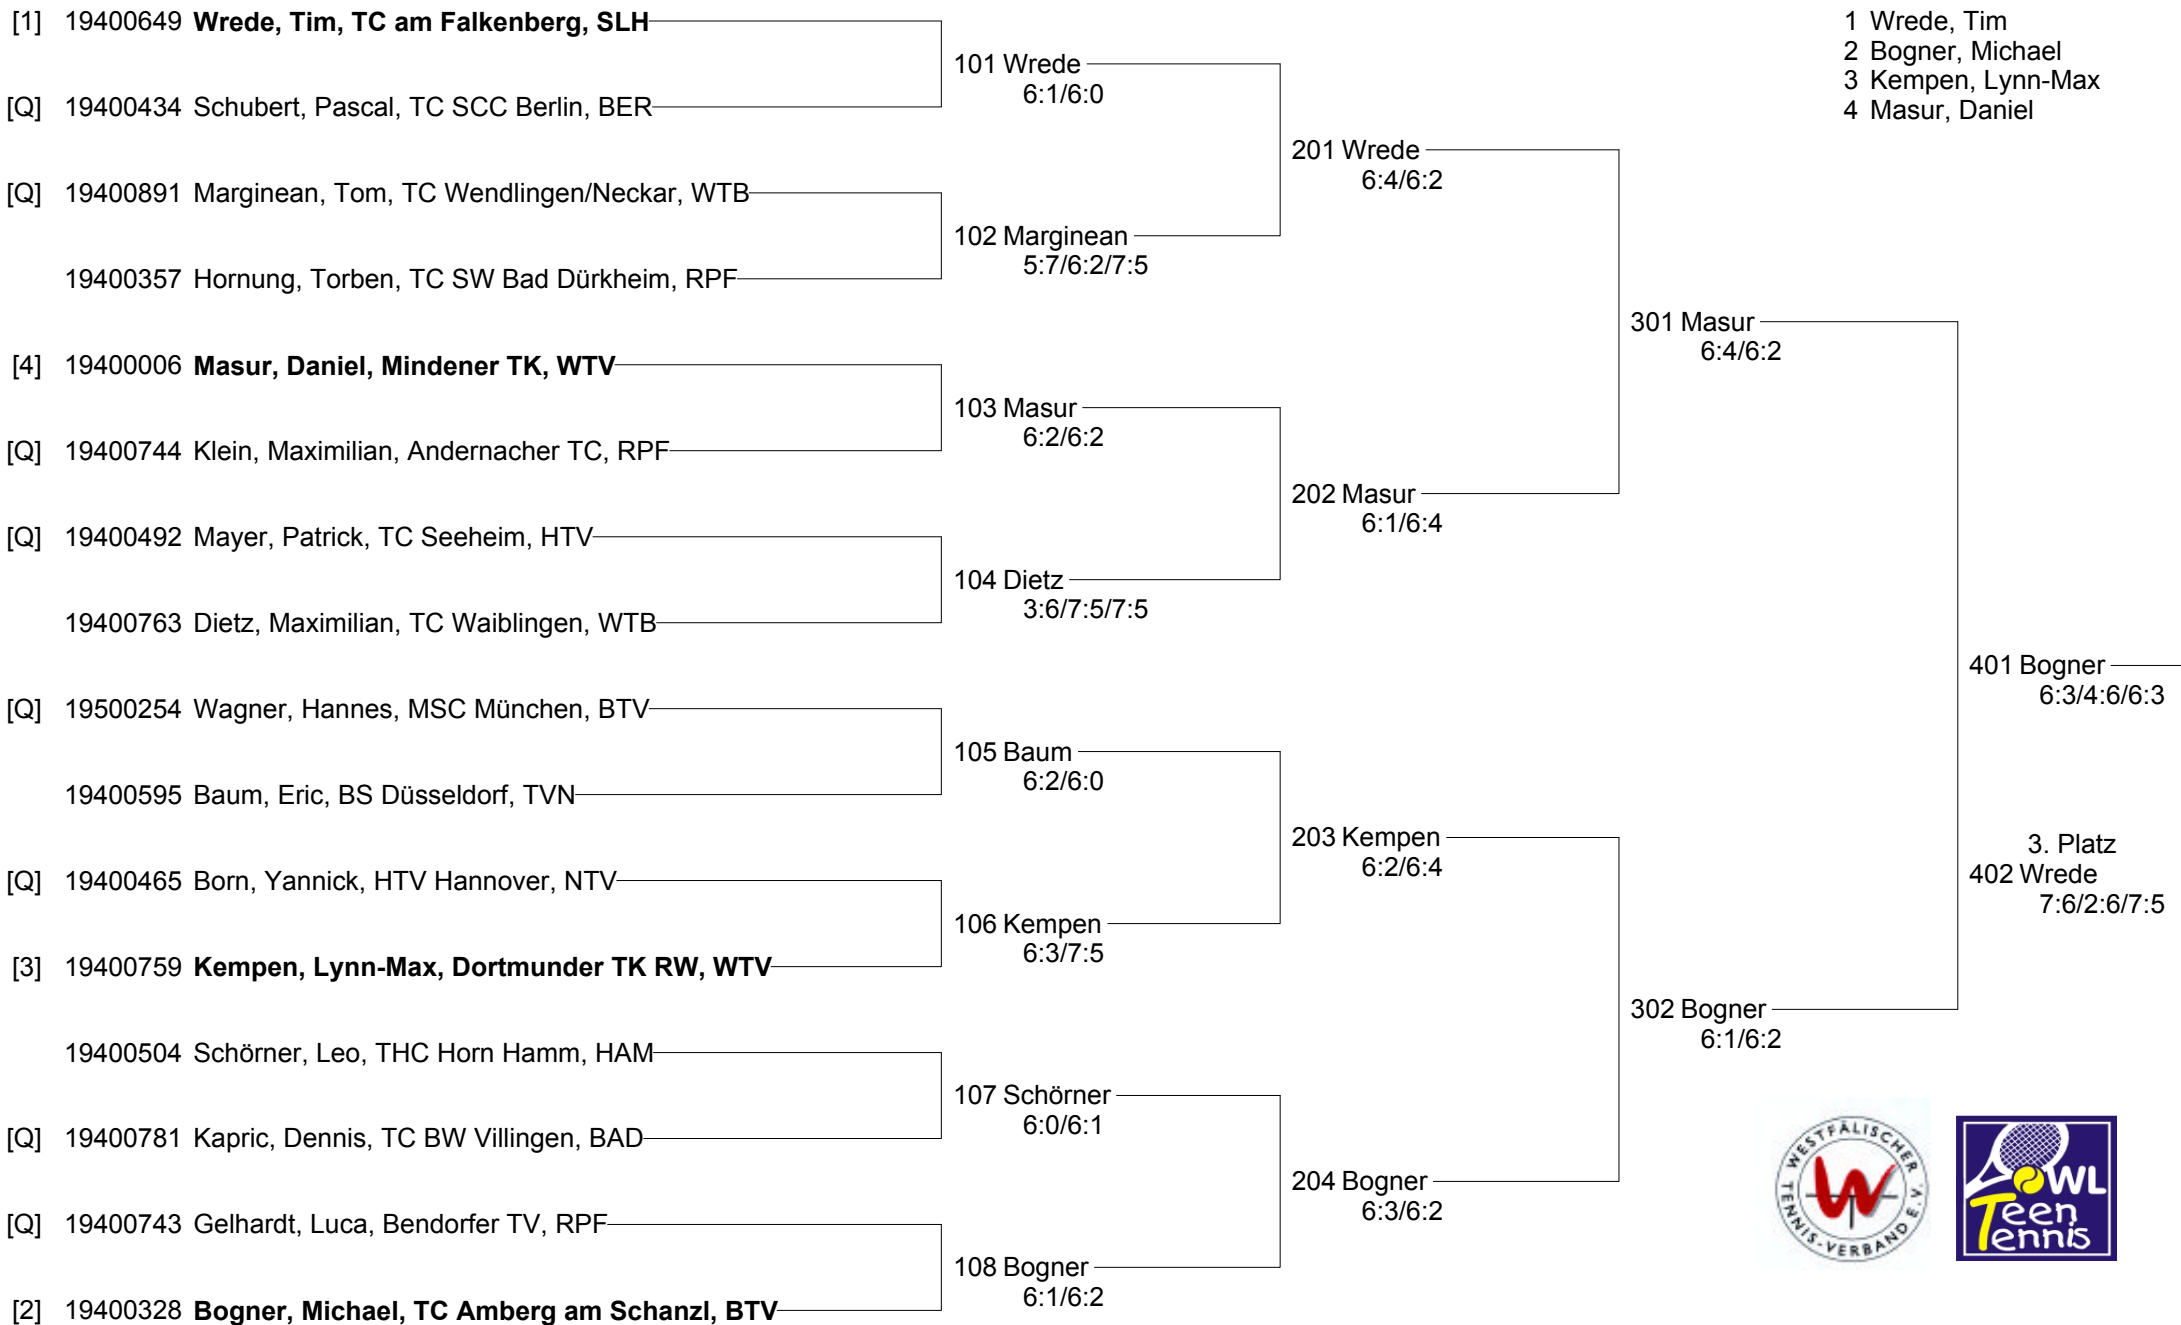 [1] 19400649 Wrede, Tim, TC am Falkenberg, SLH
[Q] 19400434 Schubert, Pascal, TC SCC Berlin, BER
[Q] 19400891 Marginean, Tom, TC Wendlingen/Neckar, WTB
19400357 Hornung, Torben, TC SW Bad Dürkheim, RPF
[4] 19400006 Masur, Daniel, Mindener TK, WTV
[Q] 19400744 Klein, Maximilian, Andernacher TC, RPF
[Q] 19400492 Mayer, Patrick, TC Seeheim, HTV
19400763 Dietz, Maximilian, TC Waiblingen, WTB
[Q] 19500254 Wagner, Hannes, MSC München, BTV
19400595 Baum, Eric, BS Düsseldorf, TVN
[Q] 19400465 Born, Yannick, HTV Hannover, NTV
[3] 19400759 Kempen, Lynn-Max, Dortmunder TK RW, WTV
19400504 Schörner, Leo, THC Horn Hamm, HAM
[Q] 19400781 Kapric, Dennis, TC BW Villingen, BAD
[Q] 19400743 Gelhardt, Luca, Bendorfer TV, RPF
[2] 19400328 Bogner, Michael, TC Amberg am Schanzl, BTV
101 Wrede
6:1/6:0
102 Marginean
5:7/6:2/7:5
103 Masur
6:2/6:2
104 Dietz
3:6/7:5/7:5
105 Baum
6:2/6:0
106 Kempen
6:3/7:5
107 Schörner
6:0/6:1
108 Bogner
6:1/6:2
201 Wrede
6:4/6:2
202 Masur
6:1/6:4
203 Kempen
6:2/6:4
204 Bogner
6:3/6:2
301 Masur
6:4/6:2
302 Bogner
6:1/6:2
401 Bogner
6:3/4:6/6:3
3. Platz
402 Wrede
7:6/2:6/7:5
1 Wrede, Tim
2 Bogner, Michael
3 Kempen, Lynn-Max
4 Masur, Daniel
WESTFÄLISCHER
TENNIS-VERBAND E.V.
OWL
Teen
Tennis